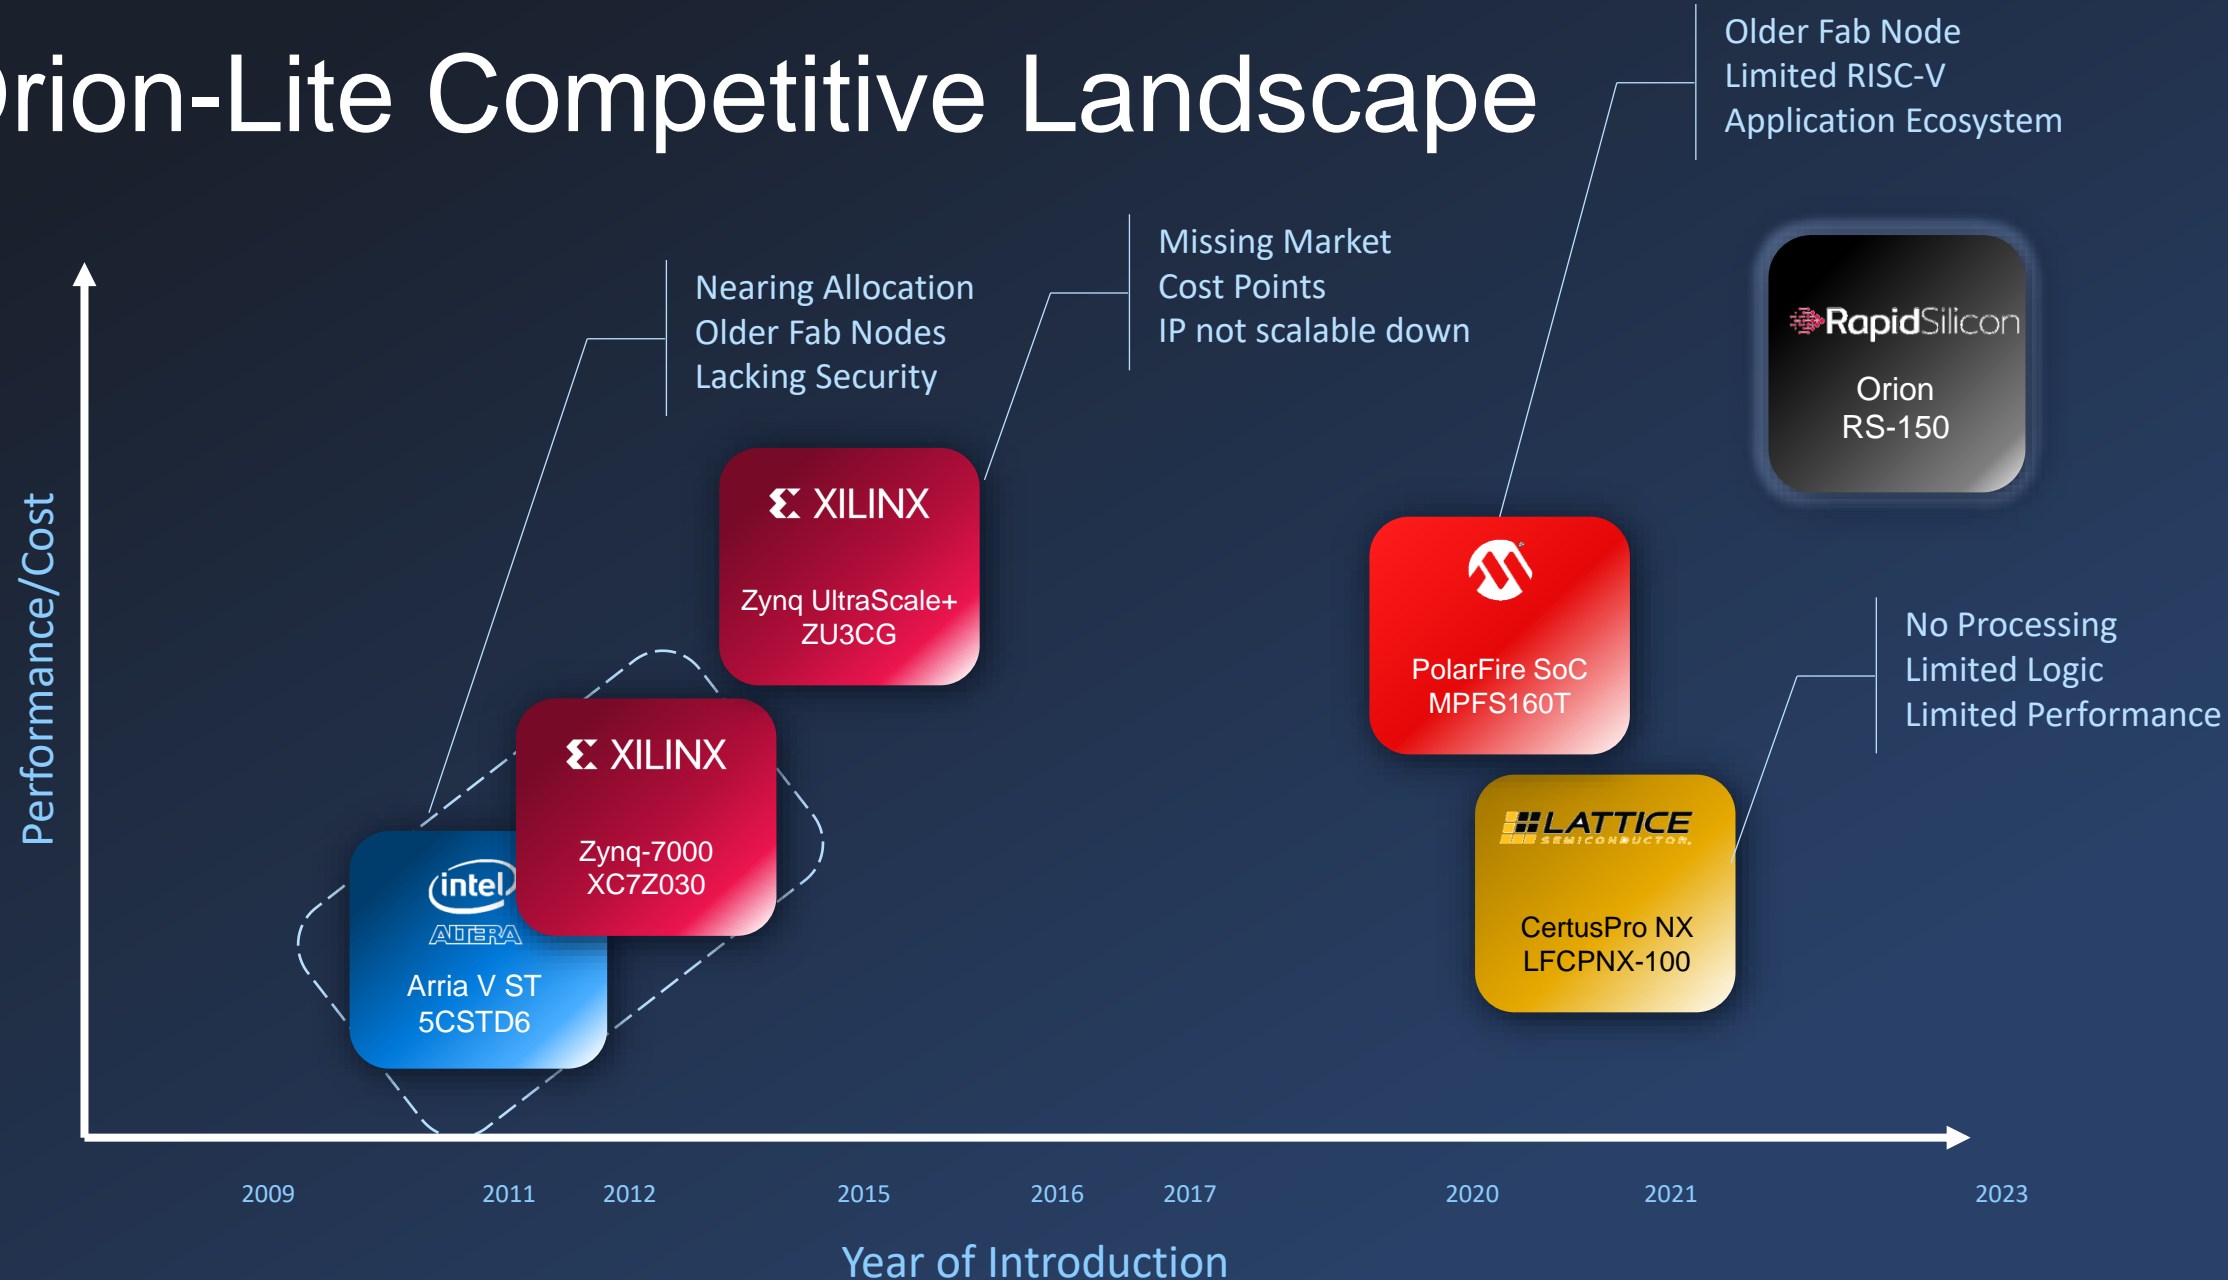 Orion-Lite Competitive Landscape
Older Fab Node
Limited RISC-V
Application Ecosystem
Missing Market
Cost Points
IP not scalable down
Nearing Allocation
Older Fab Nodes
Lacking Security
RapidSilicon
Orion
RS-150
XILINX
Zynq UltraScale+
ZU3CG
PolarFire SoC
MPFS160T
No Processing
Limited Logic
Limited Performance
XILINX
Zynq-7000
XC7Z030
LATTICE
SEMICONDUCTOR.
CertusPro NX
LFCPNX-100
intel
ALTERA
Arria V ST
5CSTD6
Performance/Cost
2009 2011 2012 2015 2016 2017 2020 2021 2023
Year of Introduction